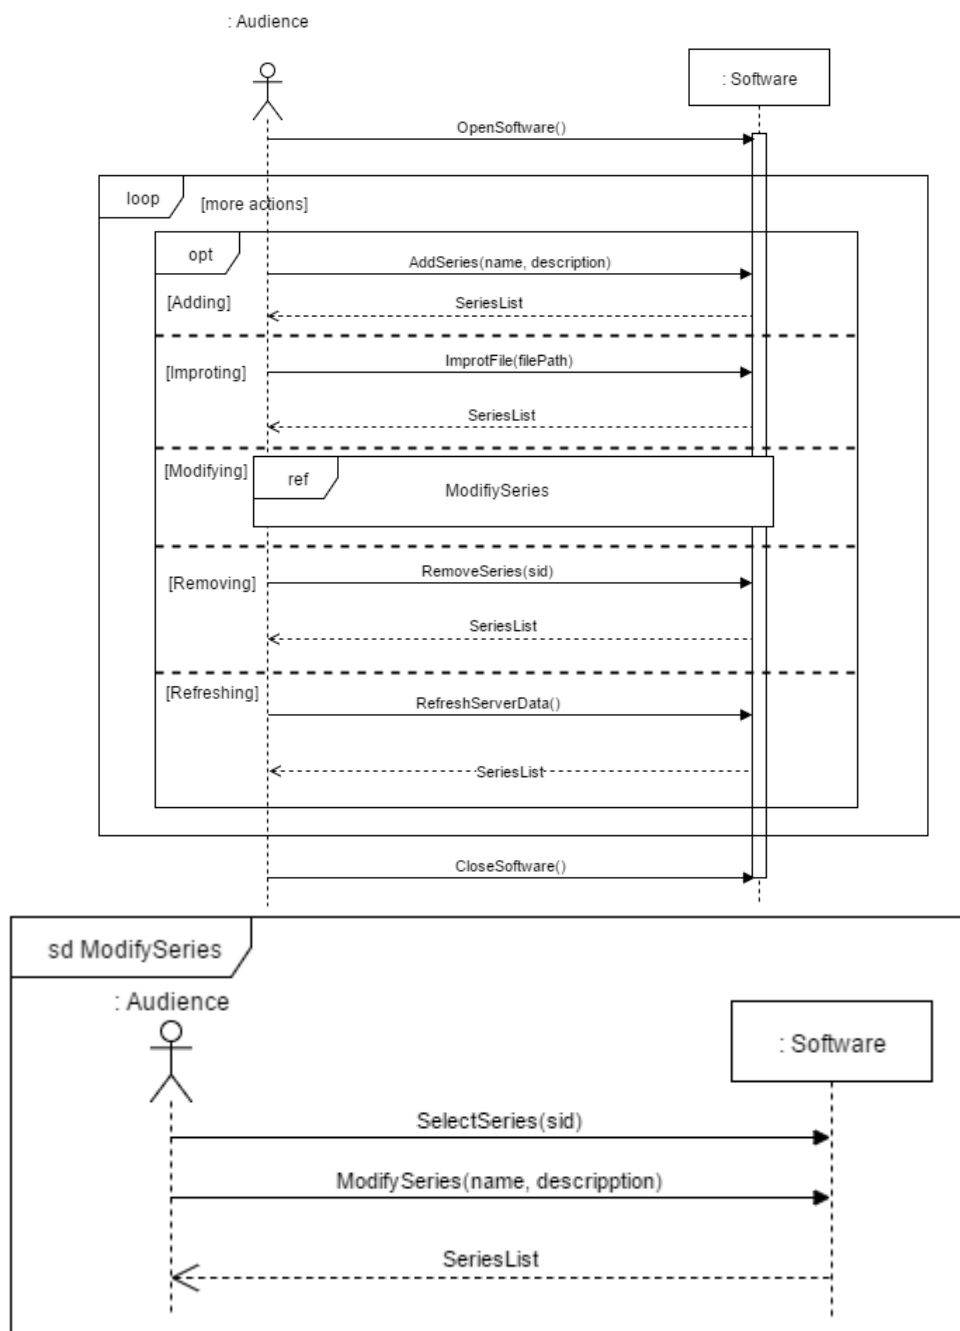 : Audience
: Software
OpenSoftware()
loop
[more actions]
opt
AddSeries(name, description)
[Adding]
SeriesList
ImprotFile(filePath)
[Improting]
SeriesList
[Modifying]
ref
ModifiySeries
RemoveSeries(sid)
[Removing]
SeriesList
[Refreshing]
RefreshServerData()
SeriesList
CloseSoftware()
sd ModifySeries
: Audience
: Software
SelectSeries(sid)
ModifySeries(name, descripption)
SeriesList